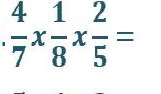 . 4/7 x 1/8 x 2/5 =